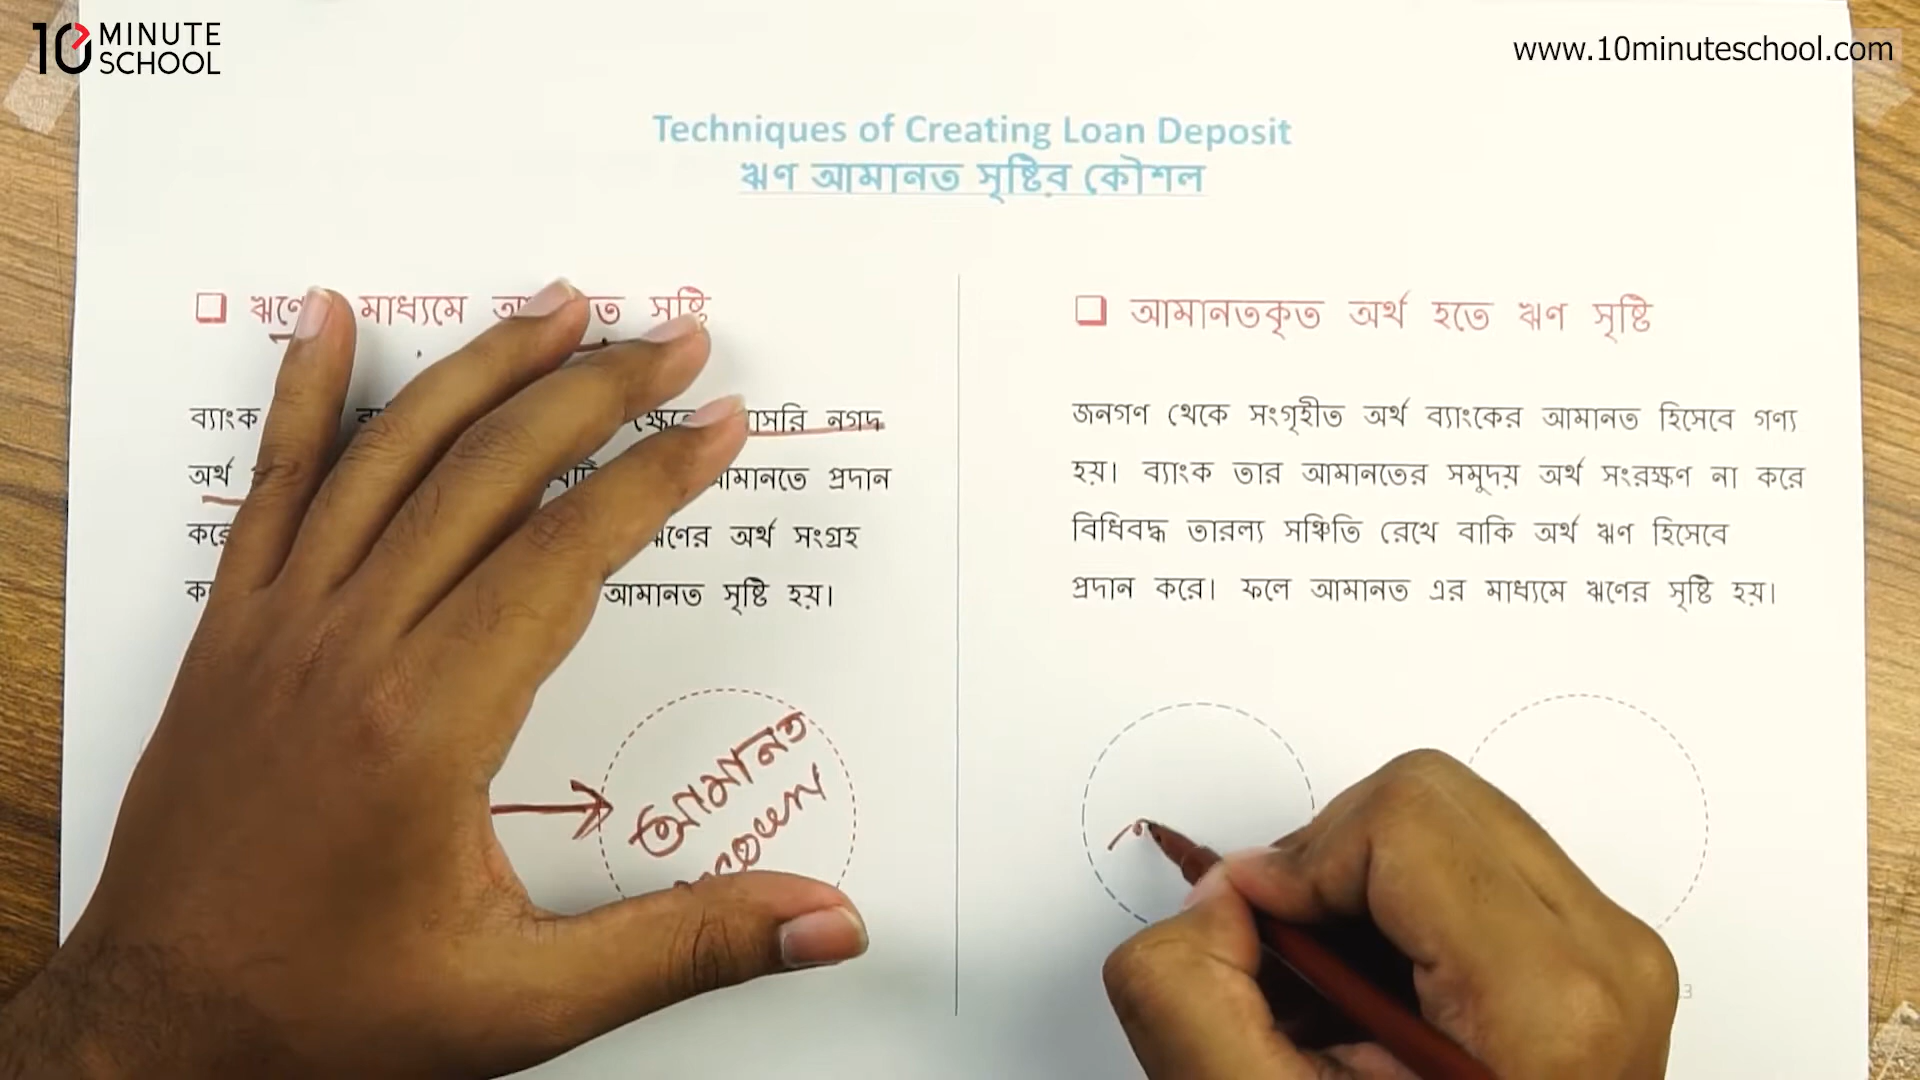 10 MINUTE SCHOOL
www.10minuteschool.com
Techniques of Creating Loan Deposit
ঋণ আমানত সৃষ্টির কৌশল
মাধ্যমে সৃষ্টি
ব্যাংক নগদ
অর্থ প্রদান
অর্থ সংগ্রহ
আমানত সৃষ্টি হয়।
আমানত
আমানতকৃত অর্থ হতে ঋণ সৃষ্টি
জনগণ থেকে সংগৃহীত অর্থ ব্যাংকের আমানত হিসেবে গণ্য
হয়। ব্যাংক তার আমানতের সমুদয় অর্থ সংরক্ষণ না করে
বিধিবদ্ধ তারল্য সঞ্চিতি রেখে বাকি অর্থ ঋণ হিসেবে
প্রদান করে। ফলে আমানত এর মাধ্যমে ঋণের সৃষ্টি হয়।